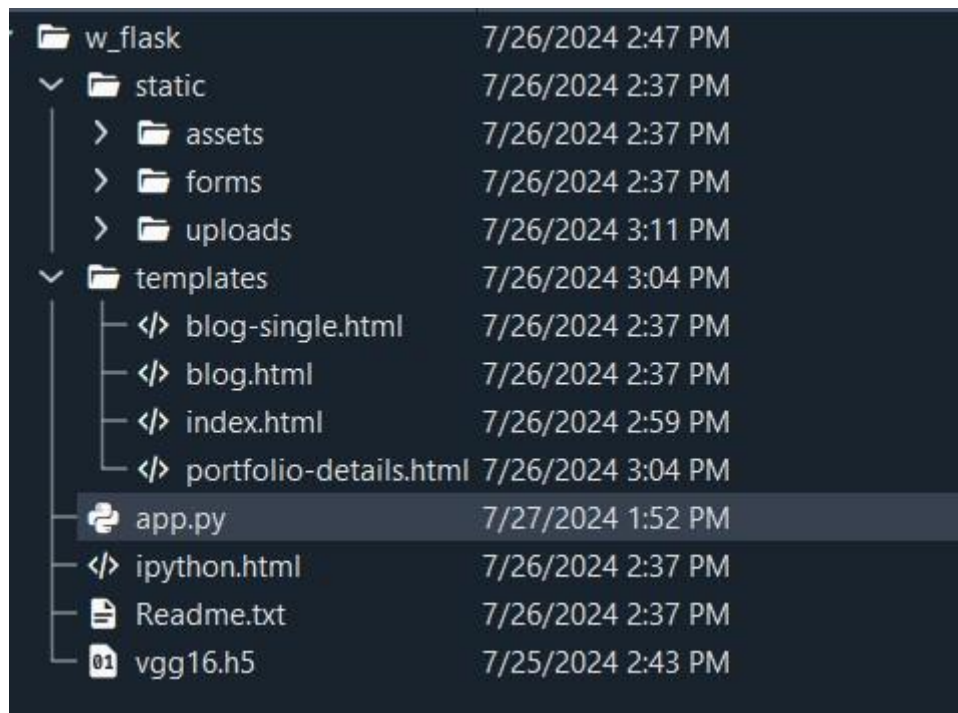 w_flask 7/26/2024 2:47 PM
static 7/26/2024 2:37 PM
assets 7/26/2024 2:37 PM
forms 7/26/2024 2:37 PM
uploads 7/26/2024 3:11 PM
templates 7/26/2024 3:04 PM
</> blog-single.html 7/26/2024 2:37 PM
</> blog.html 7/26/2024 2:37 PM
</> index.html 7/26/2024 2:59 PM
</> portfolio-details.html 7/26/2024 3:04 PM
app.py 7/27/2024 1:52 PM
</> ipython.html 7/26/2024 2:37 PM
Readme.txt 7/26/2024 2:37 PM
01 vgg16.h5 7/25/2024 2:43 PM